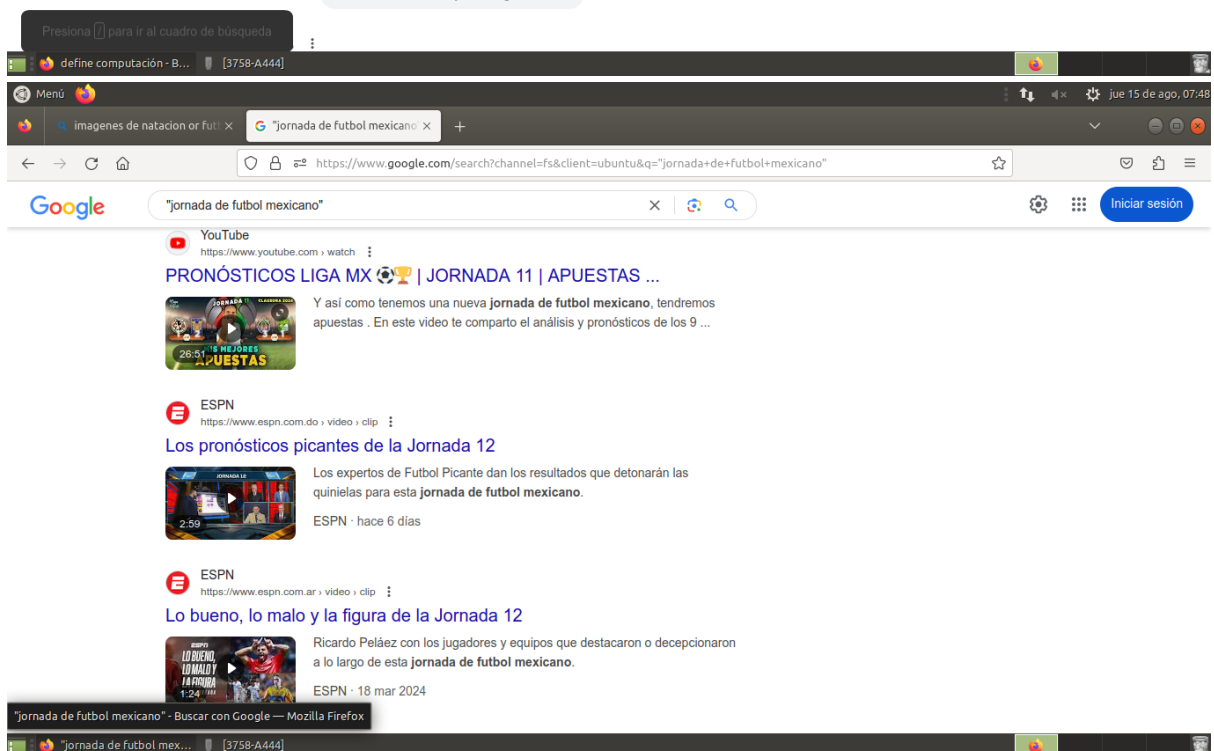 Presiona / para ir al cuadro de búsqueda
define computación - B... [3758-A444]
Menú jue 15 de ago, 07:48
imagenes de natacion or futl "jornada de futbol mexicano"
https://www.google.com/search?channel=fs&client=ubuntu&q="jornada+de+futbol+mexicano"
Google "jornada de futbol mexicano" Iniciar sesión
YouTube
https://www.youtube.com › watch
PRONÓSTICOS LIGA MX ⚽🏆 | JORNADA 11 | APUESTAS ...
JORNADA 11 CLAUSURA 2024
Y así como tenemos una nueva jornada de futbol mexicano, tendremos
apuestas . En este video te comparto el análisis y pronósticos de los 9 ...
MIS MEJORES
APUESTAS
26:51
ESPN
https://www.espn.com.do › video › clip
Los pronósticos picantes de la Jornada 12
JORNADA 12
Los expertos de Futbol Picante dan los resultados que detonarán las
quinielas para esta jornada de futbol mexicano.
2:59
ESPN · hace 6 días
ESPN
https://www.espn.com.ar › video › clip
Lo bueno, lo malo y la figura de la Jornada 12
Ricardo Peláez con los jugadores y equipos que destacaron o decepcionaron
a lo largo de esta jornada de futbol mexicano.
ESPN
LO BUENO,
LO MALO Y
LA FIGURA
1:24
ESPN · 18 mar 2024
"jornada de futbol mexicano" - Buscar con Google — Mozilla Firefox
"jornada de futbol mex... [3758-A444]